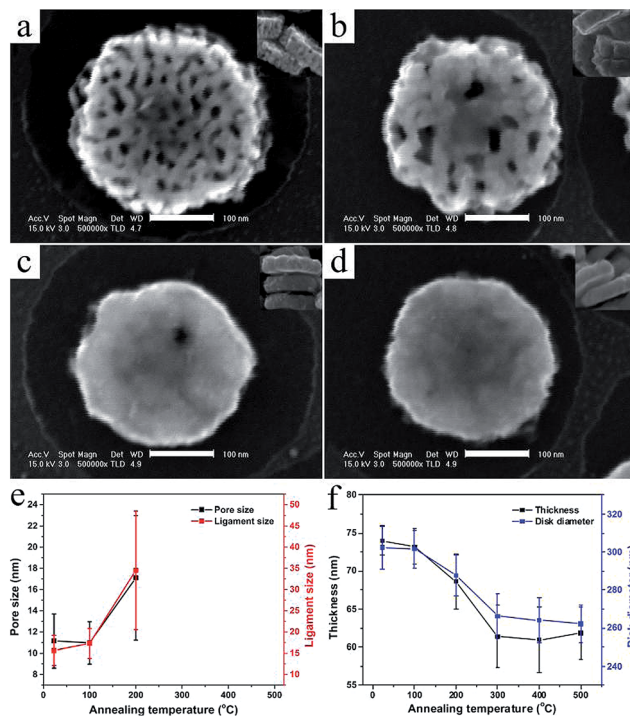 a
b
Acc.V Spot Magn Det WD
15.0 kV 3.0 500000x TLD 4.7
100 nm
Acc.V Spot Magn Det WD
15.0 kV 3.0 500000x TLD 4.8
100 nm
c
d
Acc.V Spot Magn Det WD
15.0 kV 3.0 500000x TLD 4.9
100 nm
Acc.V Spot Magn Det WD
15.0 kV 3.0 500000x TLD 4.9
100 nm
e
Pore size
Ligament size
Pore size (nm)
24
22
20
18
16
14
12
10
8
50
45
40
35
30
25
20
15
10
Ligament size (nm)
0 100 200 300 400 500
Annealing temperature (°C)
f
Thickness
Disk diameter
Thickness (nm)
80
75
70
65
60
55
320
300
280
260
240
(nm)
0 100 200 300 400 500
Annealing temperature (°C)